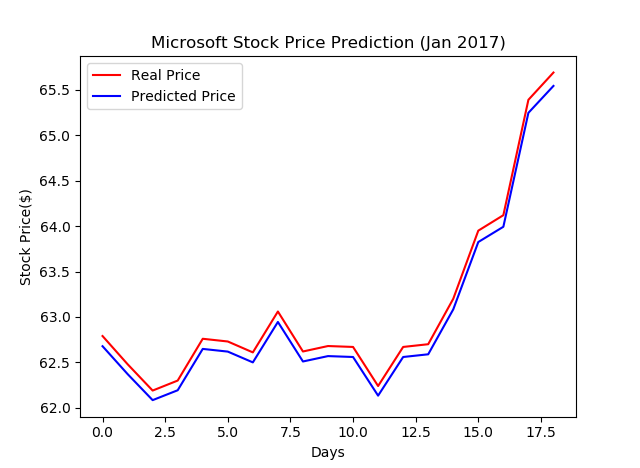 Microsoft Stock Price Prediction (Jan 2017)
Real Price
Predicted Price
Stock Price($)
65.5
65.0
64.5
64.0
63.5
63.0
62.5
62.0
0.0 2.5 5.0 7.5 10.0 12.5 15.0 17.5
Days